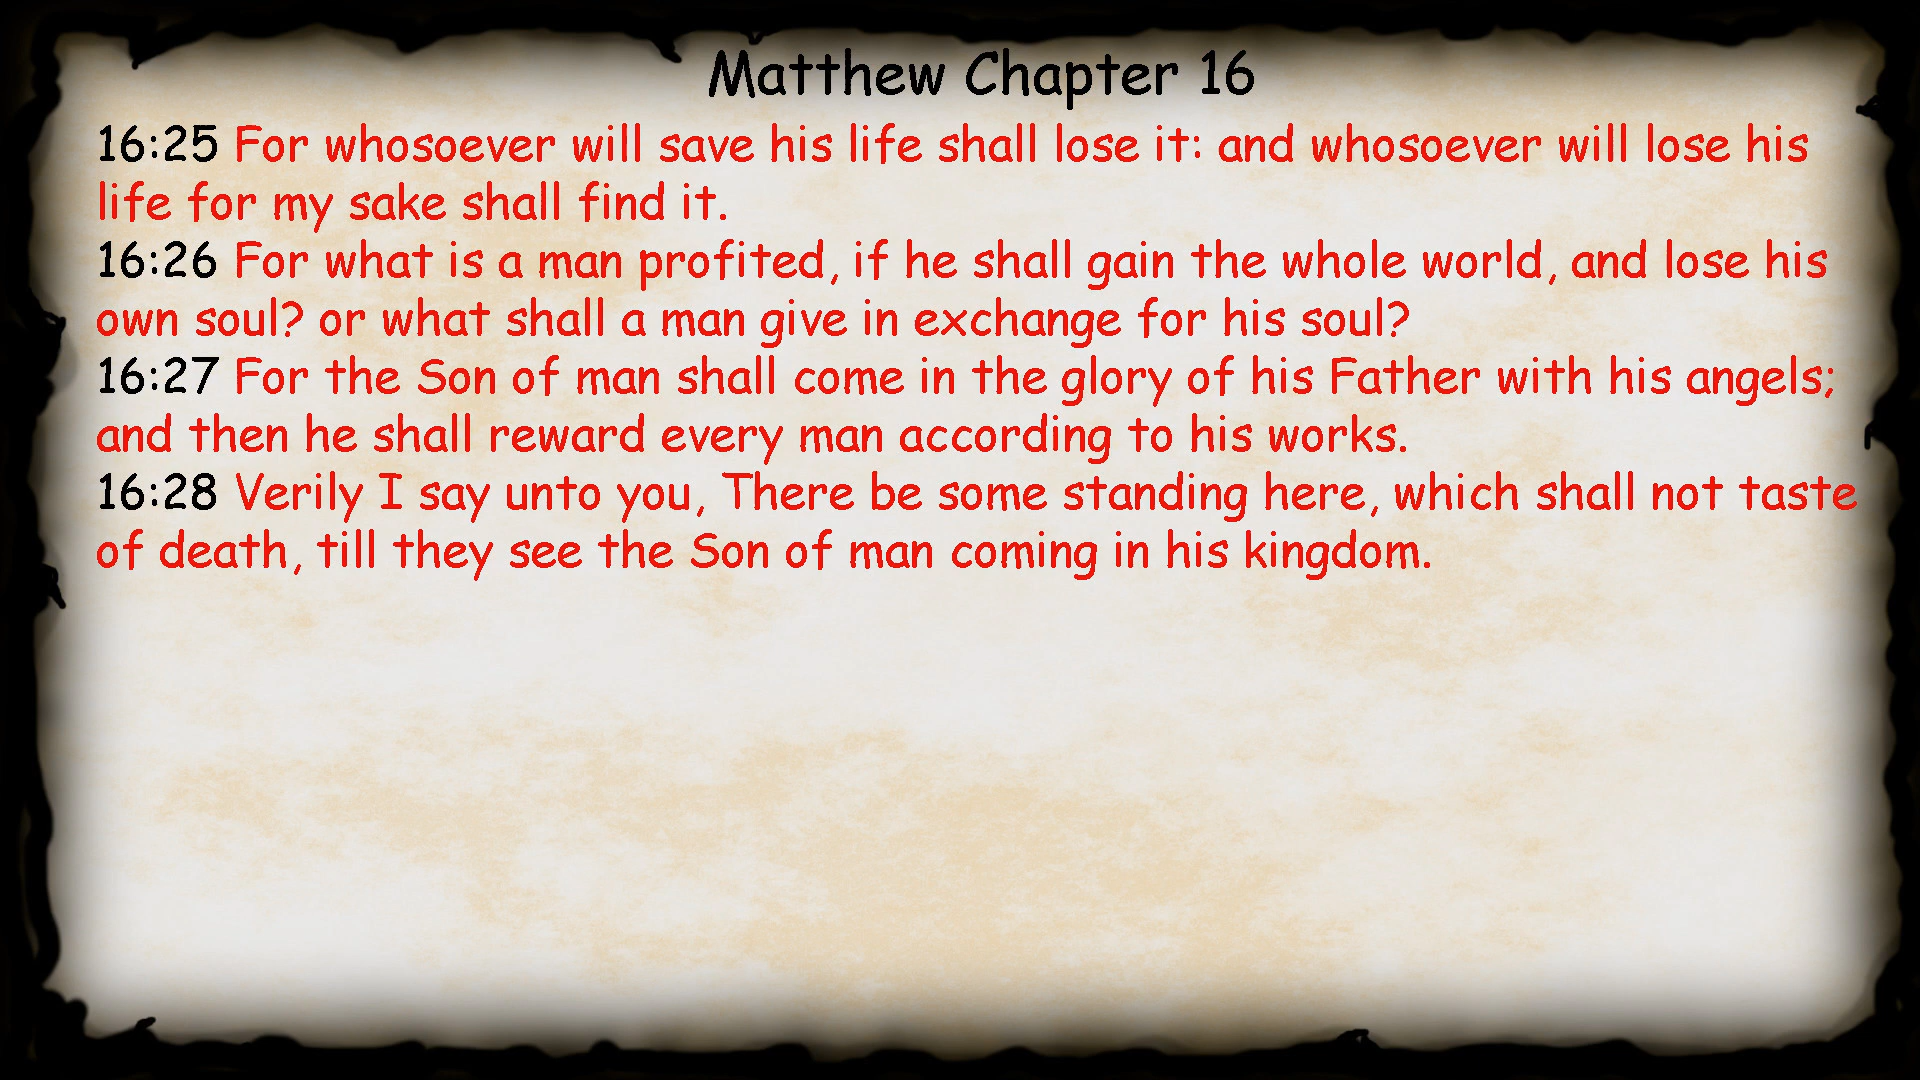 Matthew Chapter 16
16:25 For whosoever will save his life shall lose it: and whosoever will lose his
life for my sake shall find it.
16:26 For what is a man profited, if he shall gain the whole world, and lose his
own soul? or what shall a man give in exchange for his soul?
16:27 For the Son of man shall come in the glory of his Father with his angels;
and then he shall reward every man according to his works.
16:28 Verily I say unto you, There be some standing here, which shall not taste
of death, till they see the Son of man coming in his kingdom.